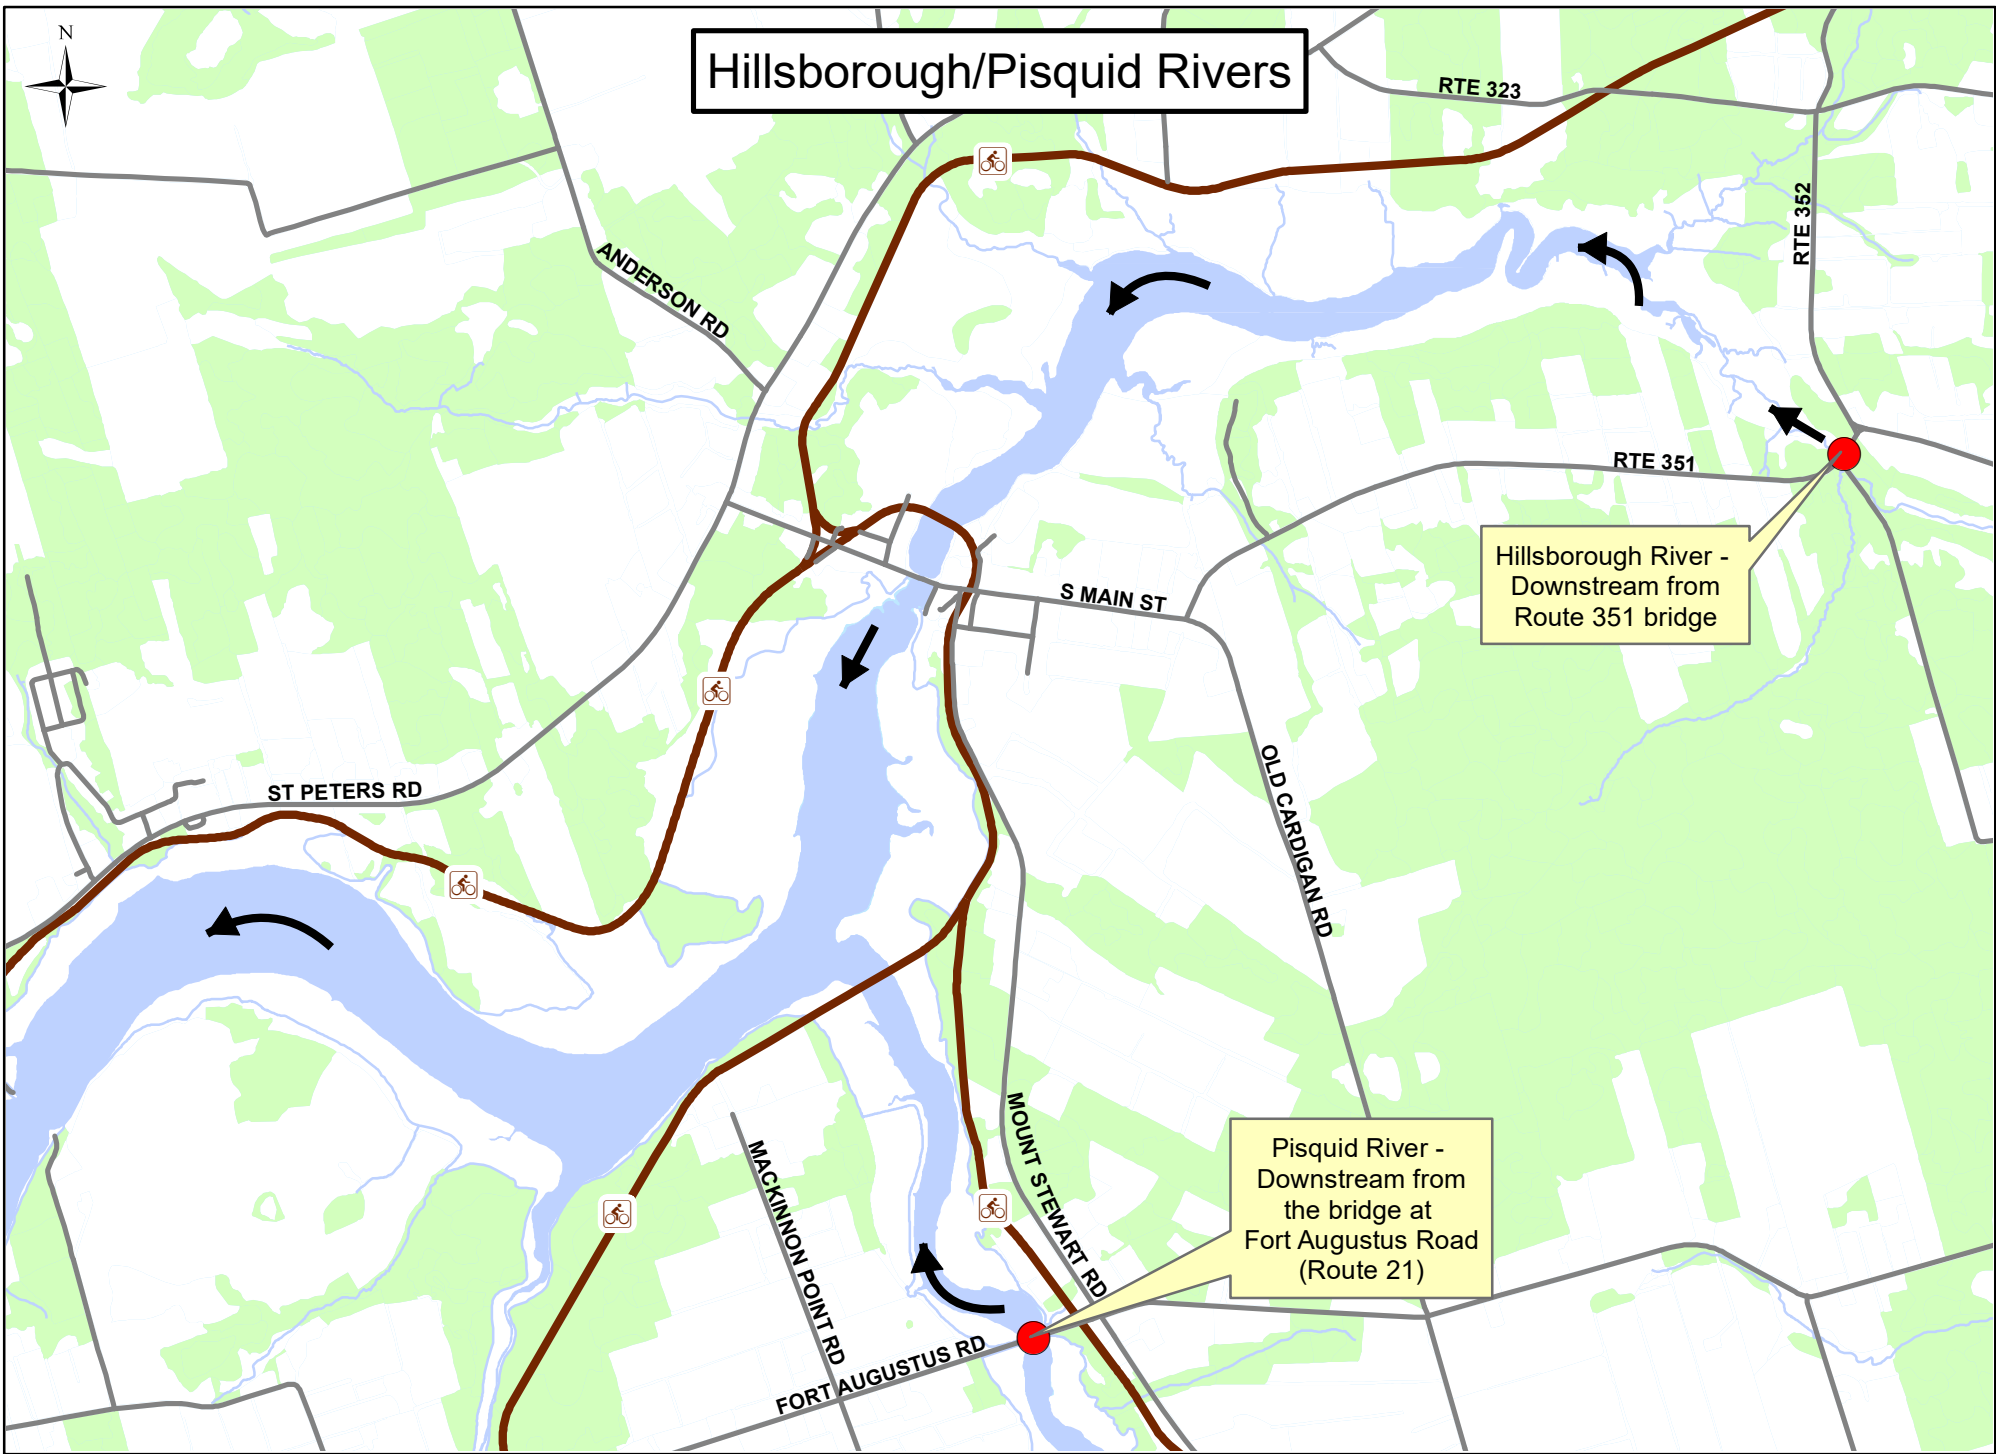 N
Hillsborough/Pisquid Rivers
RTE 323
RTE 352
ANDERSON RD
RTE 351
Hillsborough River -
Downstream from
Route 351 bridge
S MAIN ST
ST PETERS RD
OLD CARDIGAN RD
MOUNT STEWART RD
MACKINNON POINT RD
Pisquid River -
Downstream from
the bridge at
Fort Augustus Road
(Route 21)
FORT AUGUSTUS RD